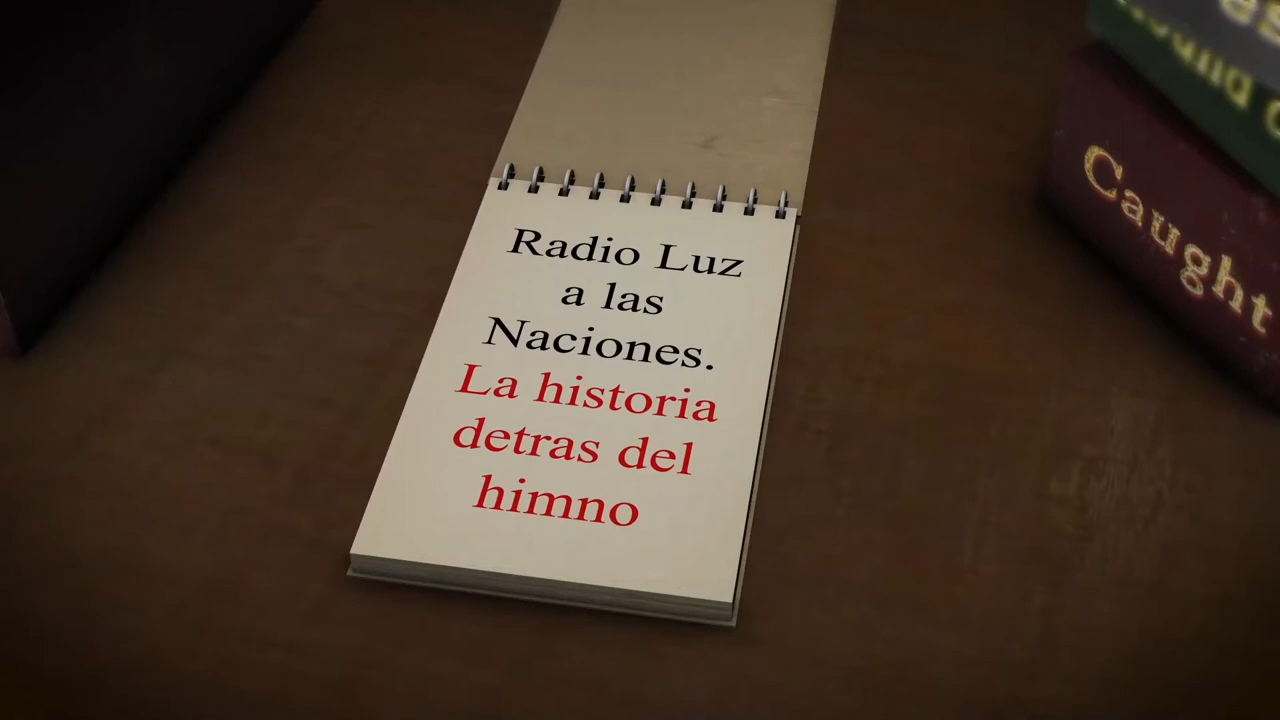 Radio Luz
a las
Naciones.
La historia
detras del
himno
Caught